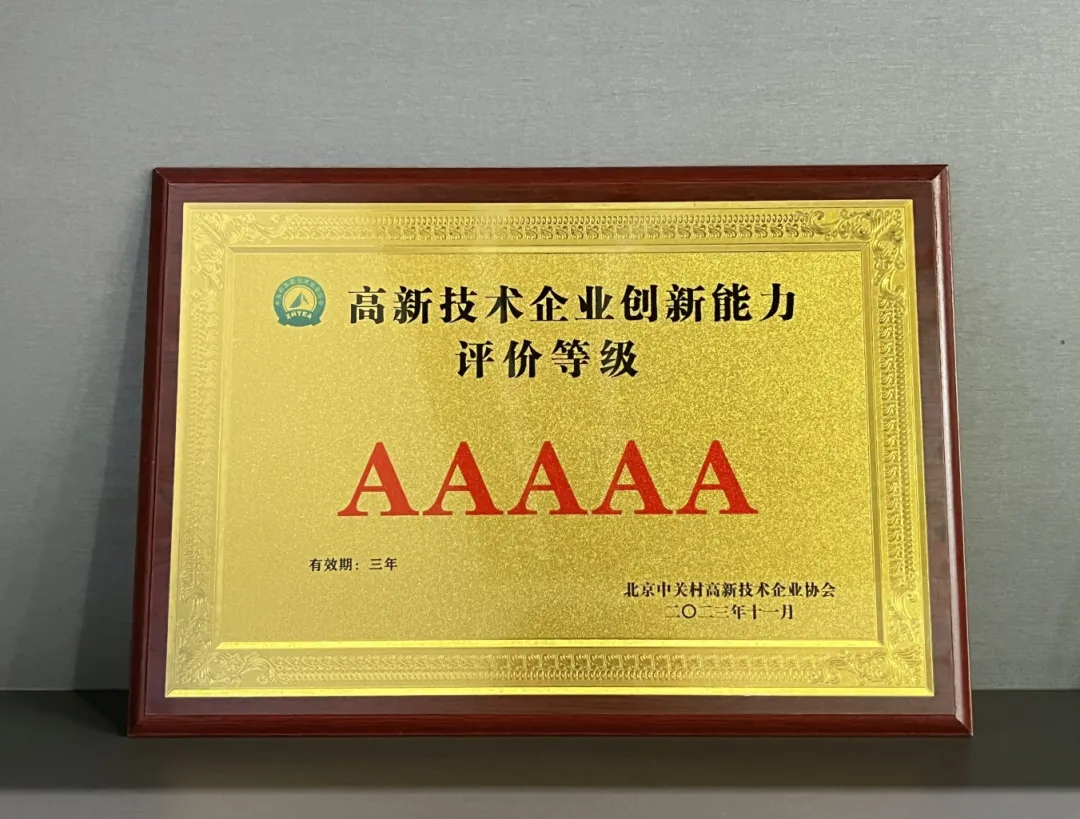 高新技术企业创新能力
评价等级
AAAAA
有效期：三年
北京中关村高新技术企业协会
二〇二三年十一月
ZHTEA